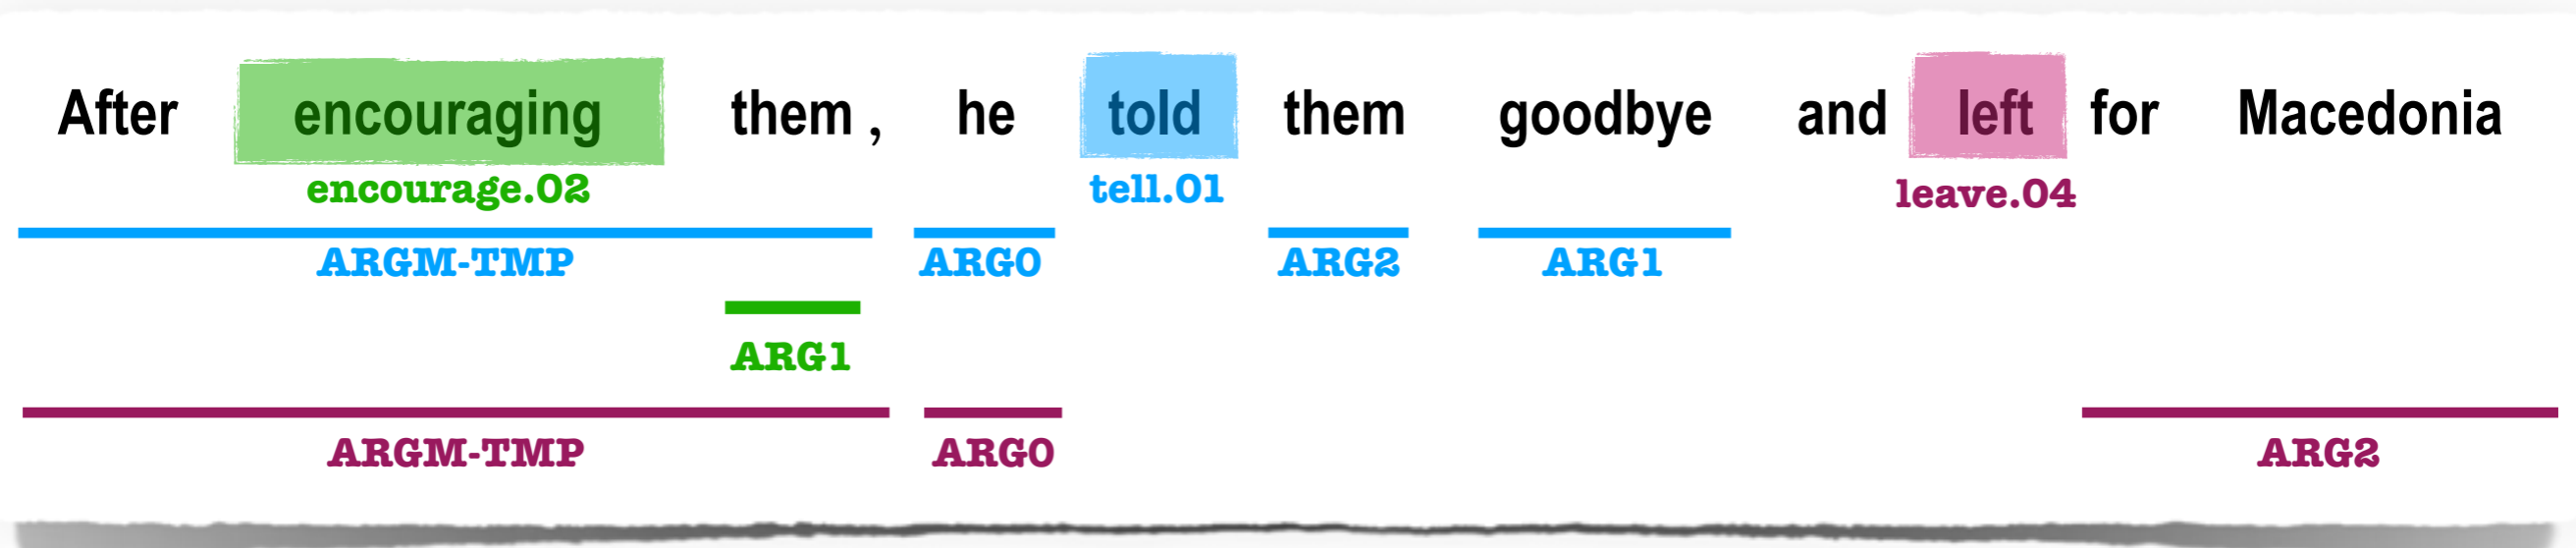 After encouraging them , he told them goodbye and left for Macedonia
encourage.02 tell.01 leave.04
ARGM-TMP ARG0 ARG2 ARG1
ARG1
ARGM-TMP ARG0 ARG2